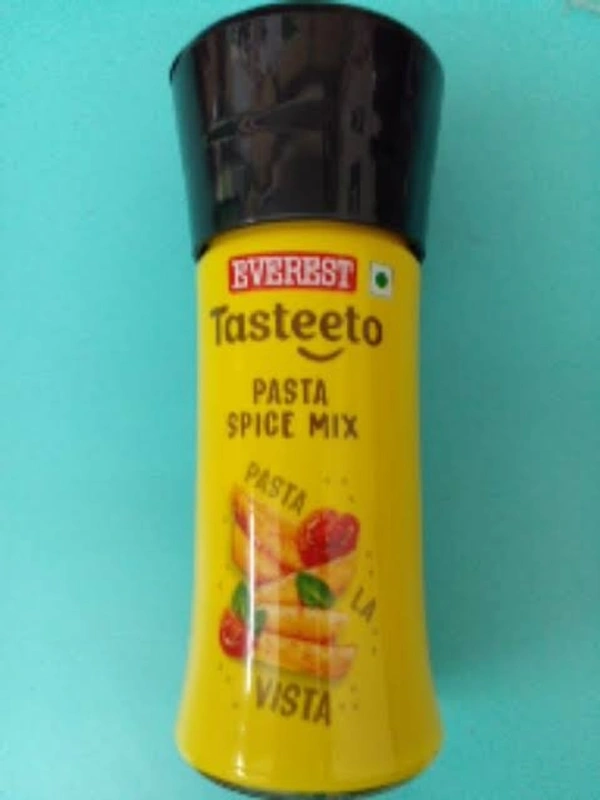 EVEREST
Tasteeto
PASTA
SPICE MIX
PASTA
LA
VISTA